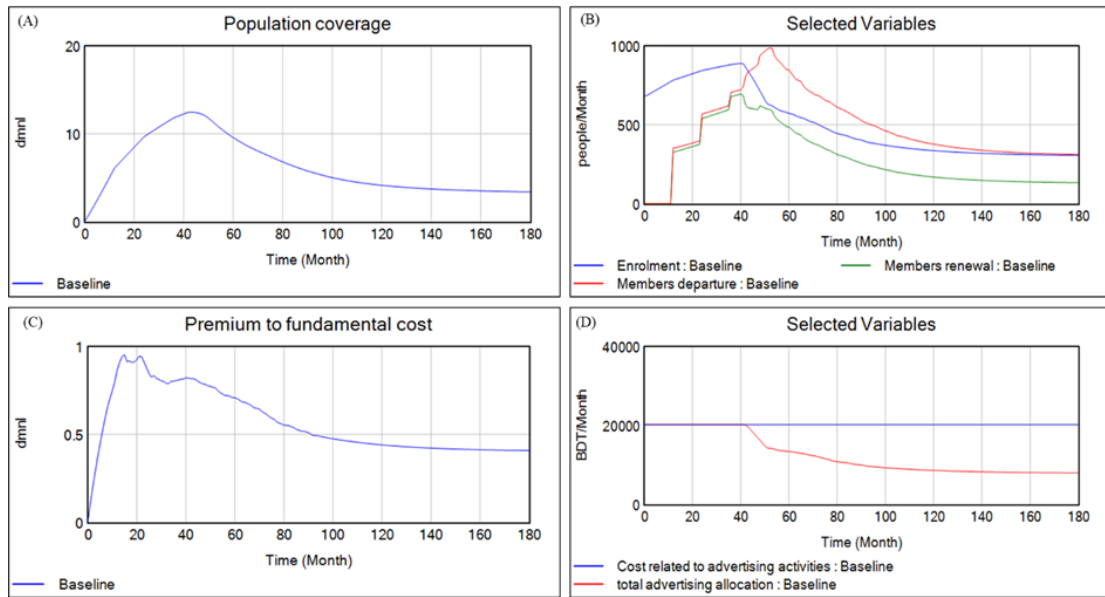 (A)
Population coverage
20
10
0
dmnl
0 20 40 60 80 100 120 140 160 180
Time (Month)
Baseline
(B)
Selected Variables
1000
500
0
people/Month
0 20 40 60 80 100 120 140 160 180
Time (Month)
Enrolment : Baseline
Members renewal : Baseline
Members departure : Baseline
(C)
Premium to fundamental cost
1
0.5
0
dmnl
0 20 40 60 80 100 120 140 160 180
Time (Month)
Baseline
(D)
Selected Variables
40000
20000
0
BDT/Month
0 20 40 60 80 100 120 140 160 180
Time (Month)
Cost related to advertising activities : Baseline
total advertising allocation : Baseline